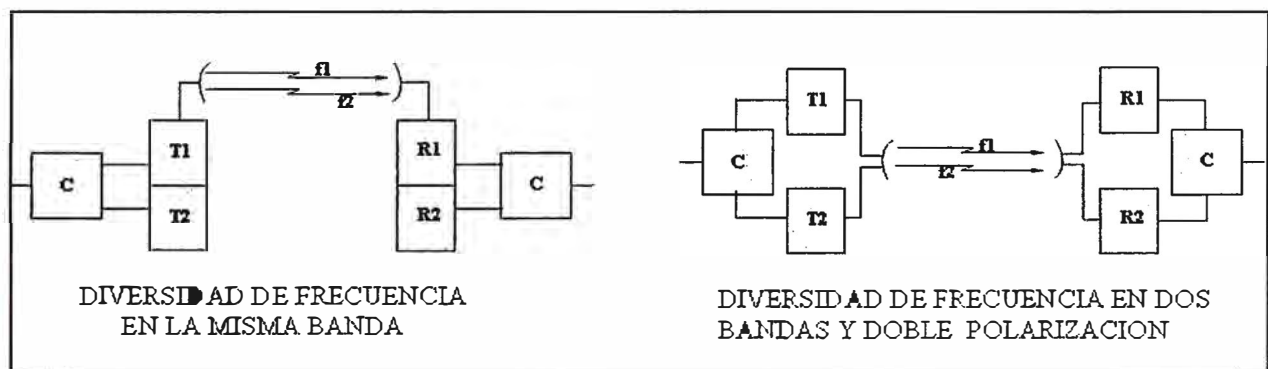 f1
f2
T1
R1
C
C
T2
R2
DIVERSIDAD DE FRECUENCIA
EN LA MISMA BANDA
T1
R1
f1
C
C
f2
T2
R2
DIVERSIDAD DE FRECUENCIA EN DOS
BANDAS Y DOBLE POLARIZACION